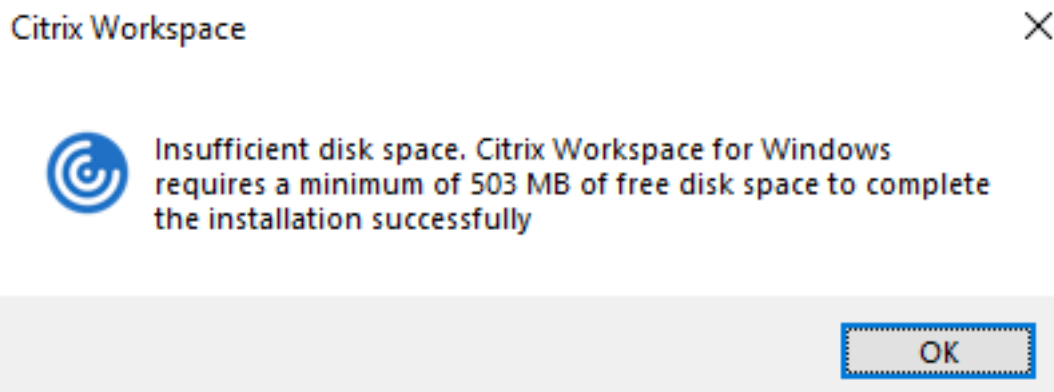 Citrix Workspace
Insufficient disk space. Citrix Workspace for Windows
requires a minimum of 503 MB of free disk space to complete
the installation successfully
OK